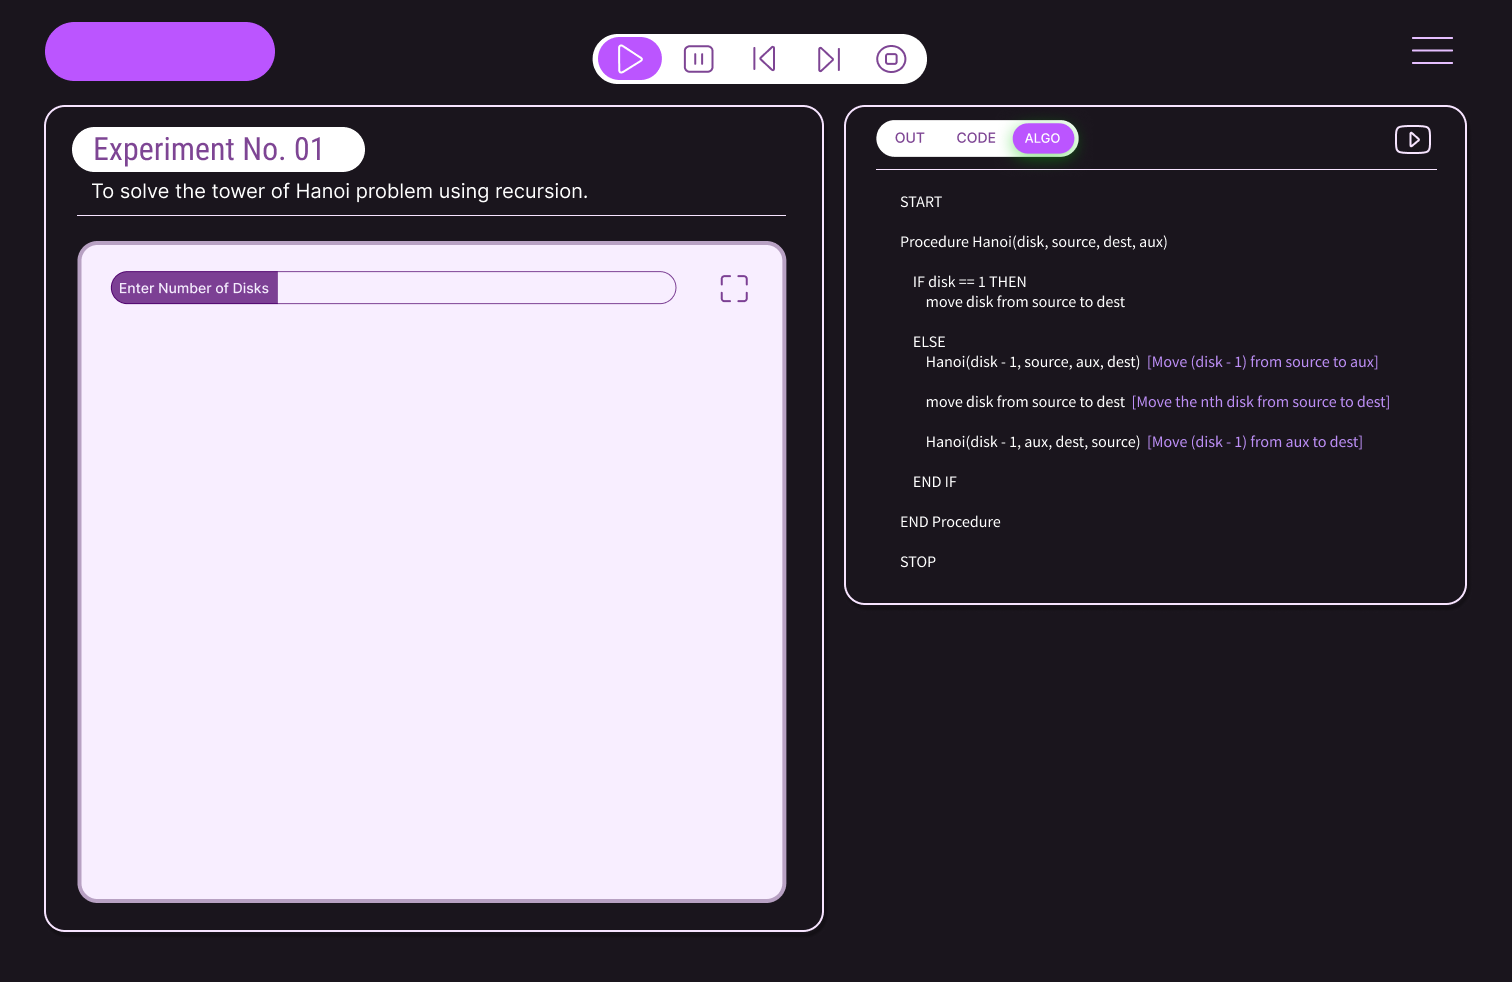 Experiment No. 01
To solve the tower of Hanoi problem using recursion.
Enter Number of Disks
OUT CODE ALGO
START
Procedure Hanoi(disk, source, dest, aux)
IF disk == 1 THEN
move disk from source to dest
ELSE
Hanoi(disk - 1, source, aux, dest) [Move (disk - 1) from source to aux]
move disk from source to dest [Move the nth disk from source to dest]
Hanoi(disk - 1, aux, dest, source) [Move (disk - 1) from aux to dest]
END IF
END Procedure
STOP